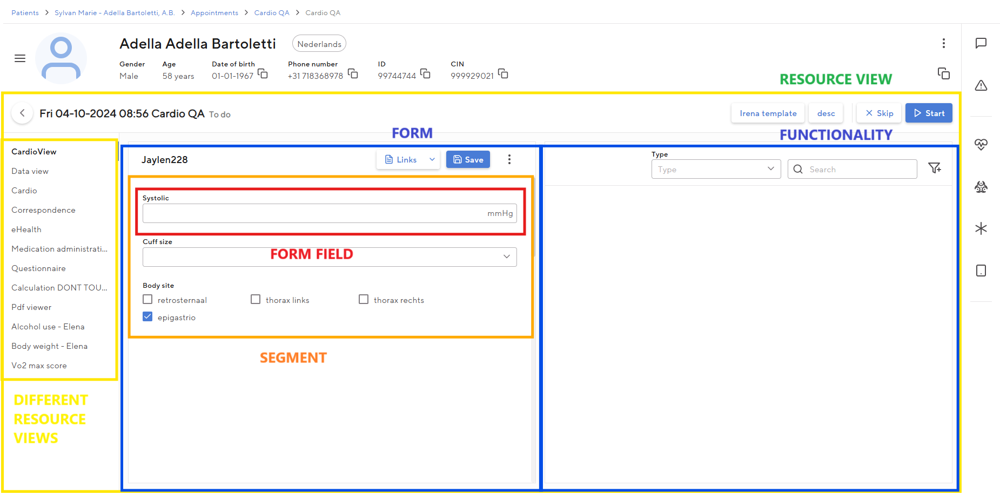 Patients > Sylvan Marie - Adella Bartoletti, A.B. > Appointments > Cardio QA > Cardio QA
Adella Adella Bartoletti Nederlands
Gender Age Date of birth Phone number ID CIN
Male 58 years 01-01-1967 +31 718368978 99744744 999929021
RESOURCE VIEW
Fri 04-10-2024 08:56 Cardio QA To do
Irena template desc Skip Start
FORM
FUNCTIONALITY
CardioView
Data view
Cardio
Correspondence
eHealth
Medication administrati...
Questionnaire
Calculation DONT TOU...
Pdf viewer
Alcohol use - Elena
Body weight - Elena
Vo2 max score
DIFFERENT
RESOURCE
VIEWS
Jaylen228 Links Save
Systolic
mmHg
Cuff size
FORM FIELD
Body site
retrosternaal thorax links thorax rechts
epigastrio
SEGMENT
Type
Type Search